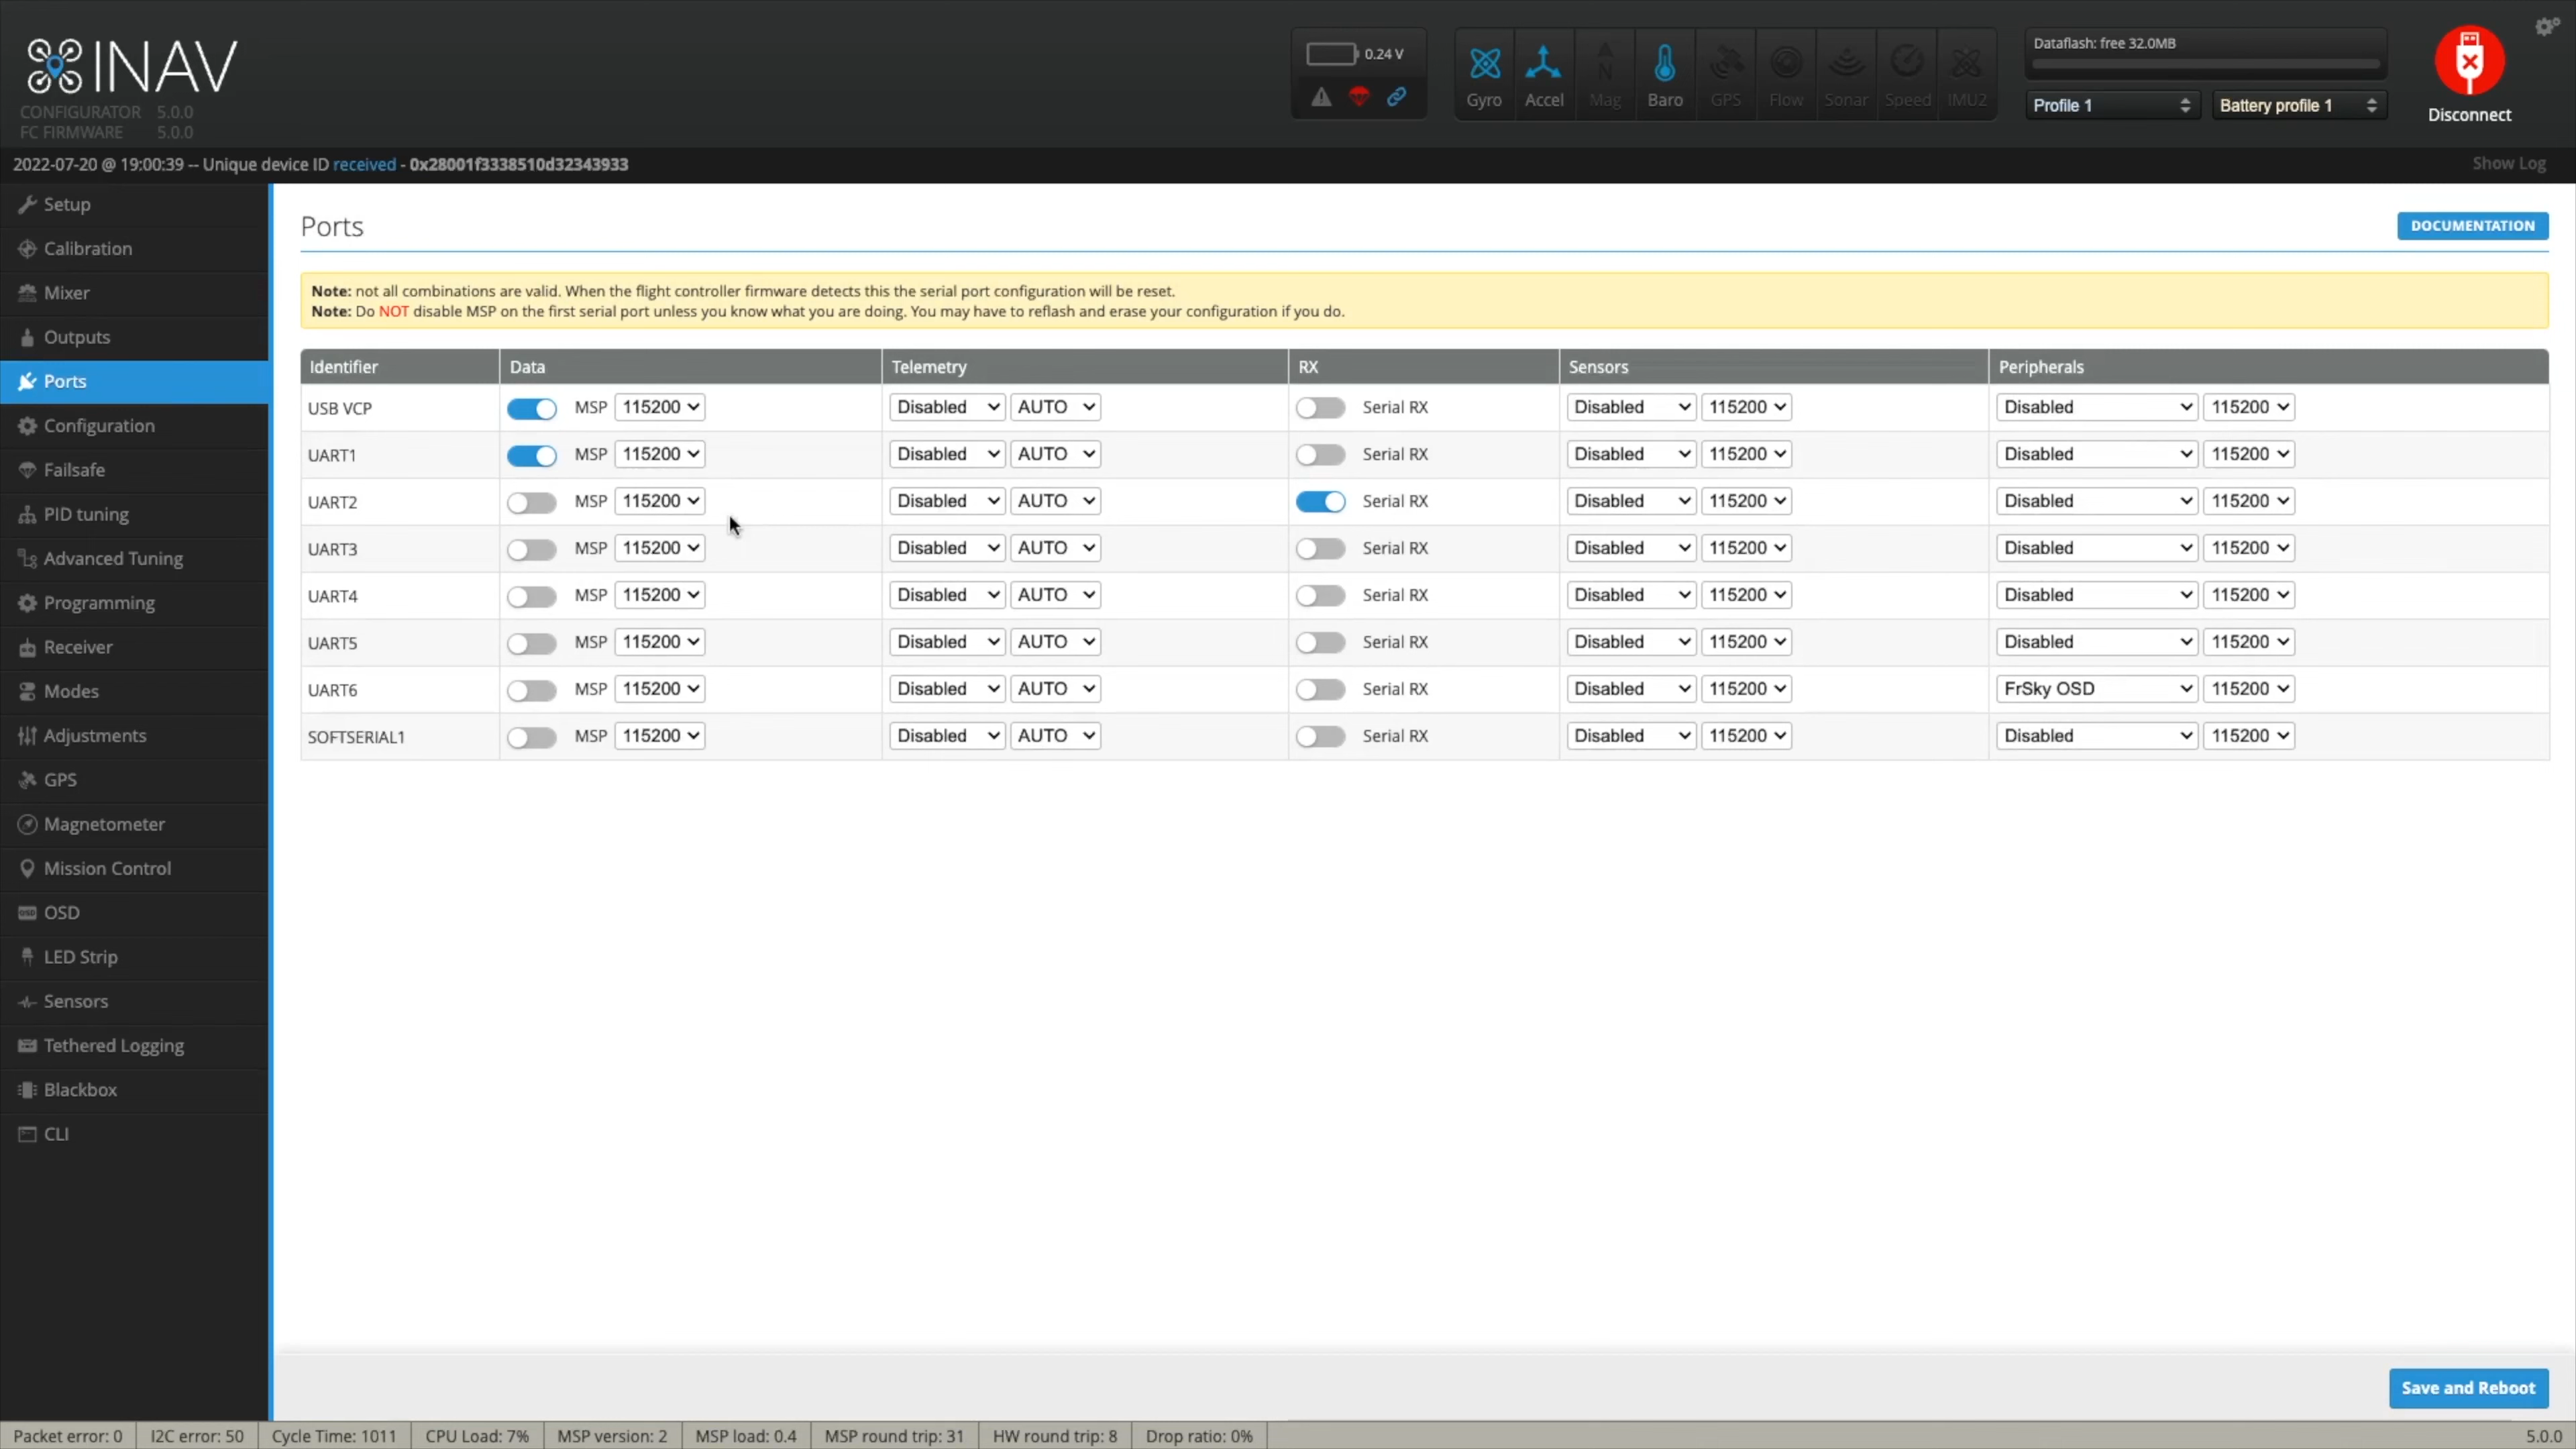 INAV
CONFIGURATOR 5.0.0
FC FIRMWARE 5.0.0
0.24 V
Gyro Accel Mag Baro GPS Flow Sonar Speed IMU2
Dataflash: free 32.0MB
Profile 1 Battery profile 1
Disconnect
2022-07-20 @ 19:00:39 -- Unique device ID received - 0x28001f3338510d32343933 Show Log
Setup
Calibration
Mixer
Outputs
Ports
Configuration
Failsafe
PID tuning
Advanced Tuning
Programming
Receiver
Modes
Adjustments
GPS
Magnetometer
Mission Control
OSD
LED Strip
Sensors
Tethered Logging
Blackbox
CLI
Ports DOCUMENTATION
Note: not all combinations are valid. When the flight controller firmware detects this the serial port configuration will be reset.
Note: Do NOT disable MSP on the first serial port unless you know what you are doing. You may have to reflash and erase your configuration if you do.
Identifier Data Telemetry RX Sensors Peripherals
USB VCP MSP 115200 Disabled AUTO Serial RX Disabled 115200 Disabled 115200
UART1 MSP 115200 Disabled AUTO Serial RX Disabled 115200 Disabled 115200
UART2 MSP 115200 Disabled AUTO Serial RX Disabled 115200 Disabled 115200
UART3 MSP 115200 Disabled AUTO Serial RX Disabled 115200 Disabled 115200
UART4 MSP 115200 Disabled AUTO Serial RX Disabled 115200 Disabled 115200
UART5 MSP 115200 Disabled AUTO Serial RX Disabled 115200 Disabled 115200
UART6 MSP 115200 Disabled AUTO Serial RX Disabled 115200 FrSky OSD 115200
SOFTSERIAL1 MSP 115200 Disabled AUTO Serial RX Disabled 115200 Disabled 115200
Save and Reboot
Packet error: 0 I2C error: 50 Cycle Time: 1011 CPU Load: 7% MSP version: 2 MSP load: 0.4 MSP round trip: 31 HW round trip: 8 Drop ratio: 0% 5.0.0